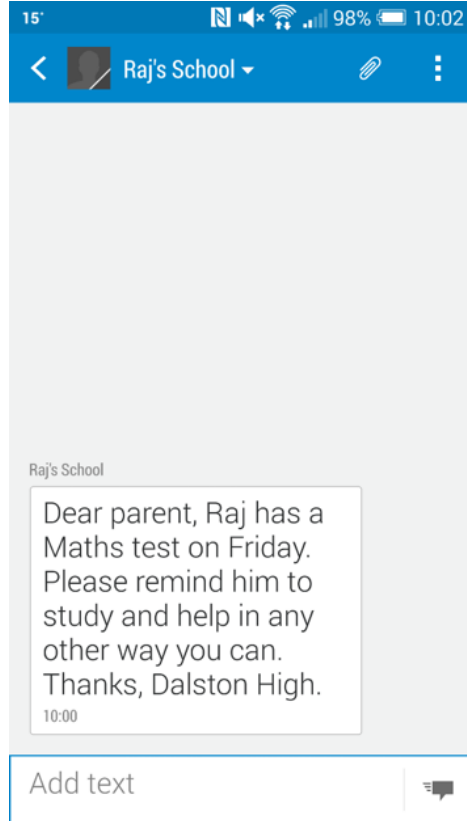 15° 98% 10:02
Raj's School
Raj's School
Dear parent, Raj has a
Maths test on Friday.
Please remind him to
study and help in any
other way you can.
Thanks, Dalston High.
10:00
Add text